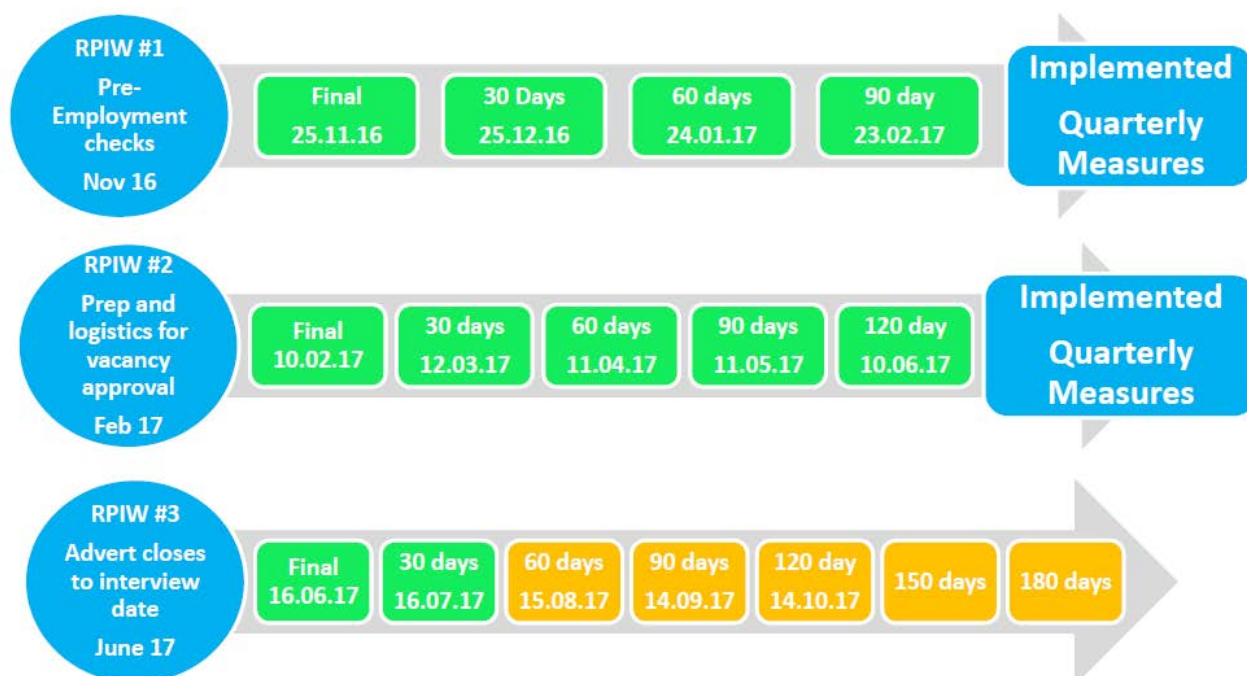 RPIW #1
Pre-
Employment
checks
Nov 16
Final
25.11.16
30 Days
25.12.16
60 days
24.01.17
90 day
23.02.17
Implemented
Quarterly
Measures
RPIW #2
Prep and
logistics for
vacancy
approval
Feb 17
Final
10.02.17
30 days
12.03.17
60 days
11.04.17
90 days
11.05.17
120 day
10.06.17
Implemented
Quarterly
Measures
RPIW #3
Advert closes
to interview
date
June 17
Final
16.06.17
30 days
16.07.17
60 days
15.08.17
90 days
14.09.17
120 day
14.10.17
150 days
180 days